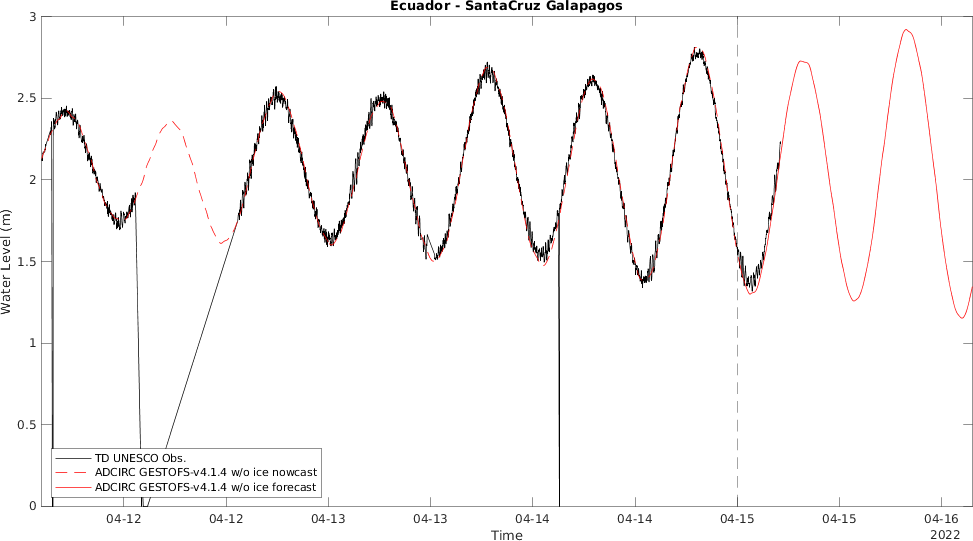 Ecuador - SantaCruz Galapagos
3
2.5
2
1.5
1
0.5
0
Water Level (m)
TD UNESCO Obs.
ADCIRC GESTOFS-v4.1.4 w/o ice nowcast
ADCIRC GESTOFS-v4.1.4 w/o ice forecast
04-12 04-12 04-13 04-13 04-14 04-14 04-15 04-15 04-16
Time
2022